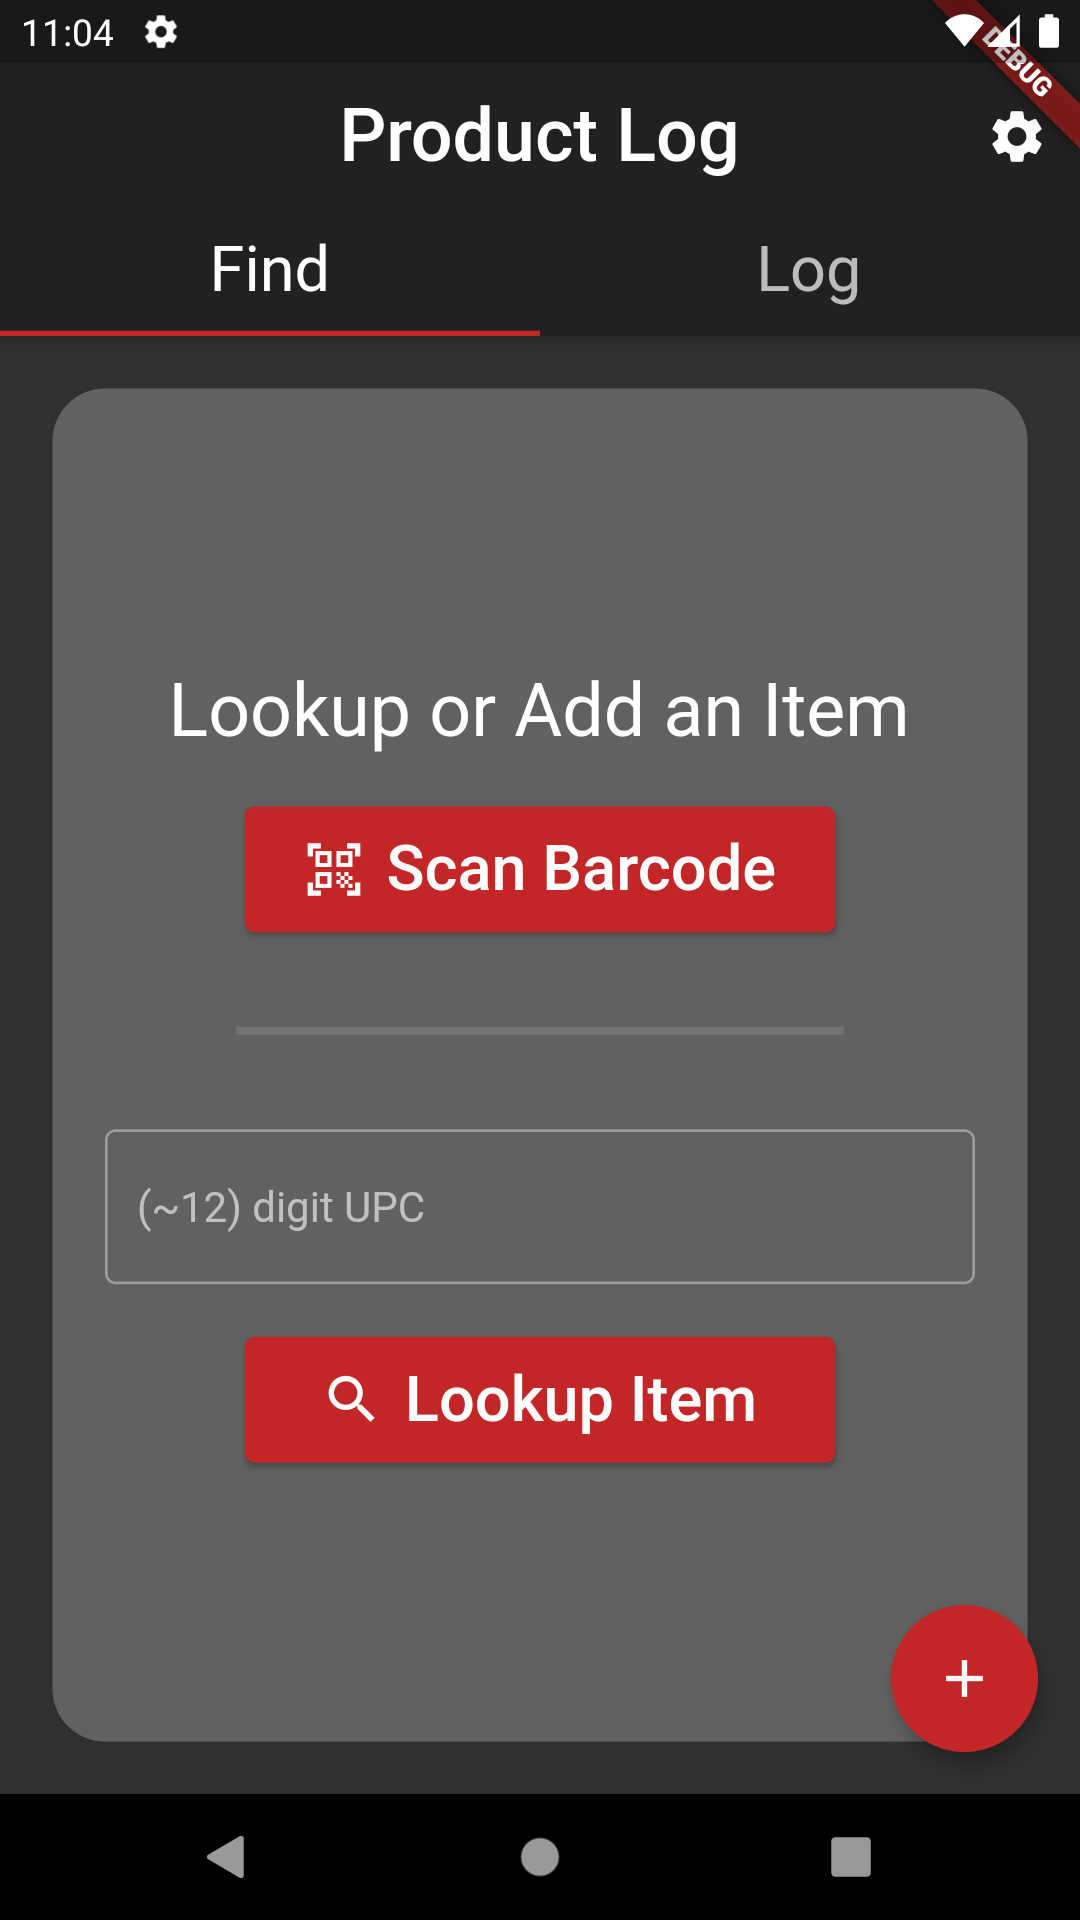 11:04
DEBUG
Product Log
Find
Log
Lookup or Add an Item
Scan Barcode
(~12) digit UPC
Lookup Item